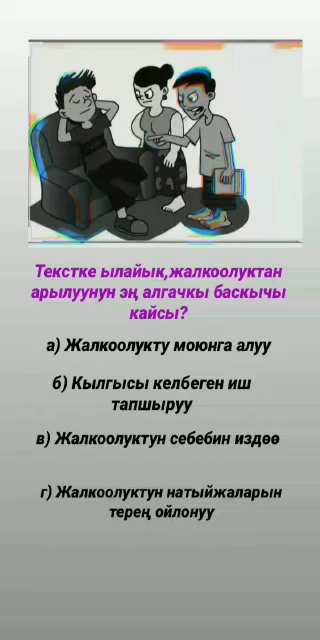 Текстке ылайык,жалкоолуктан
арылуунун эң алгачкы баскычы
кайсы?
а) Жалкоолукту моюнга алуу
б) Кылгысы келбеген иш
тапшыруу
в) Жалкоолуктун себебин издөө
г) Жалкоолуктун натыйжаларын
терең ойлонуу